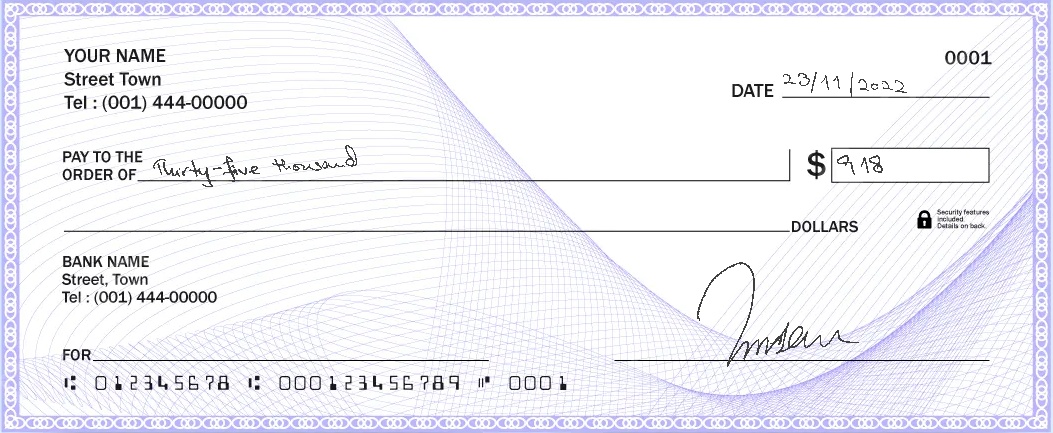 YOUR NAME
0001
Street Town
DATE 23/11/2022
Tel : (001) 444-00000
PAY TO THE
ORDER OF Thirty-five thousand $ 918
DOLLARS
Security features
included.
Details on back.
BANK NAME
Street, Town
Tel : (001) 444-00000
FOR
⑆ 012345678 ⑆ 000123456789 ⑈ 0001